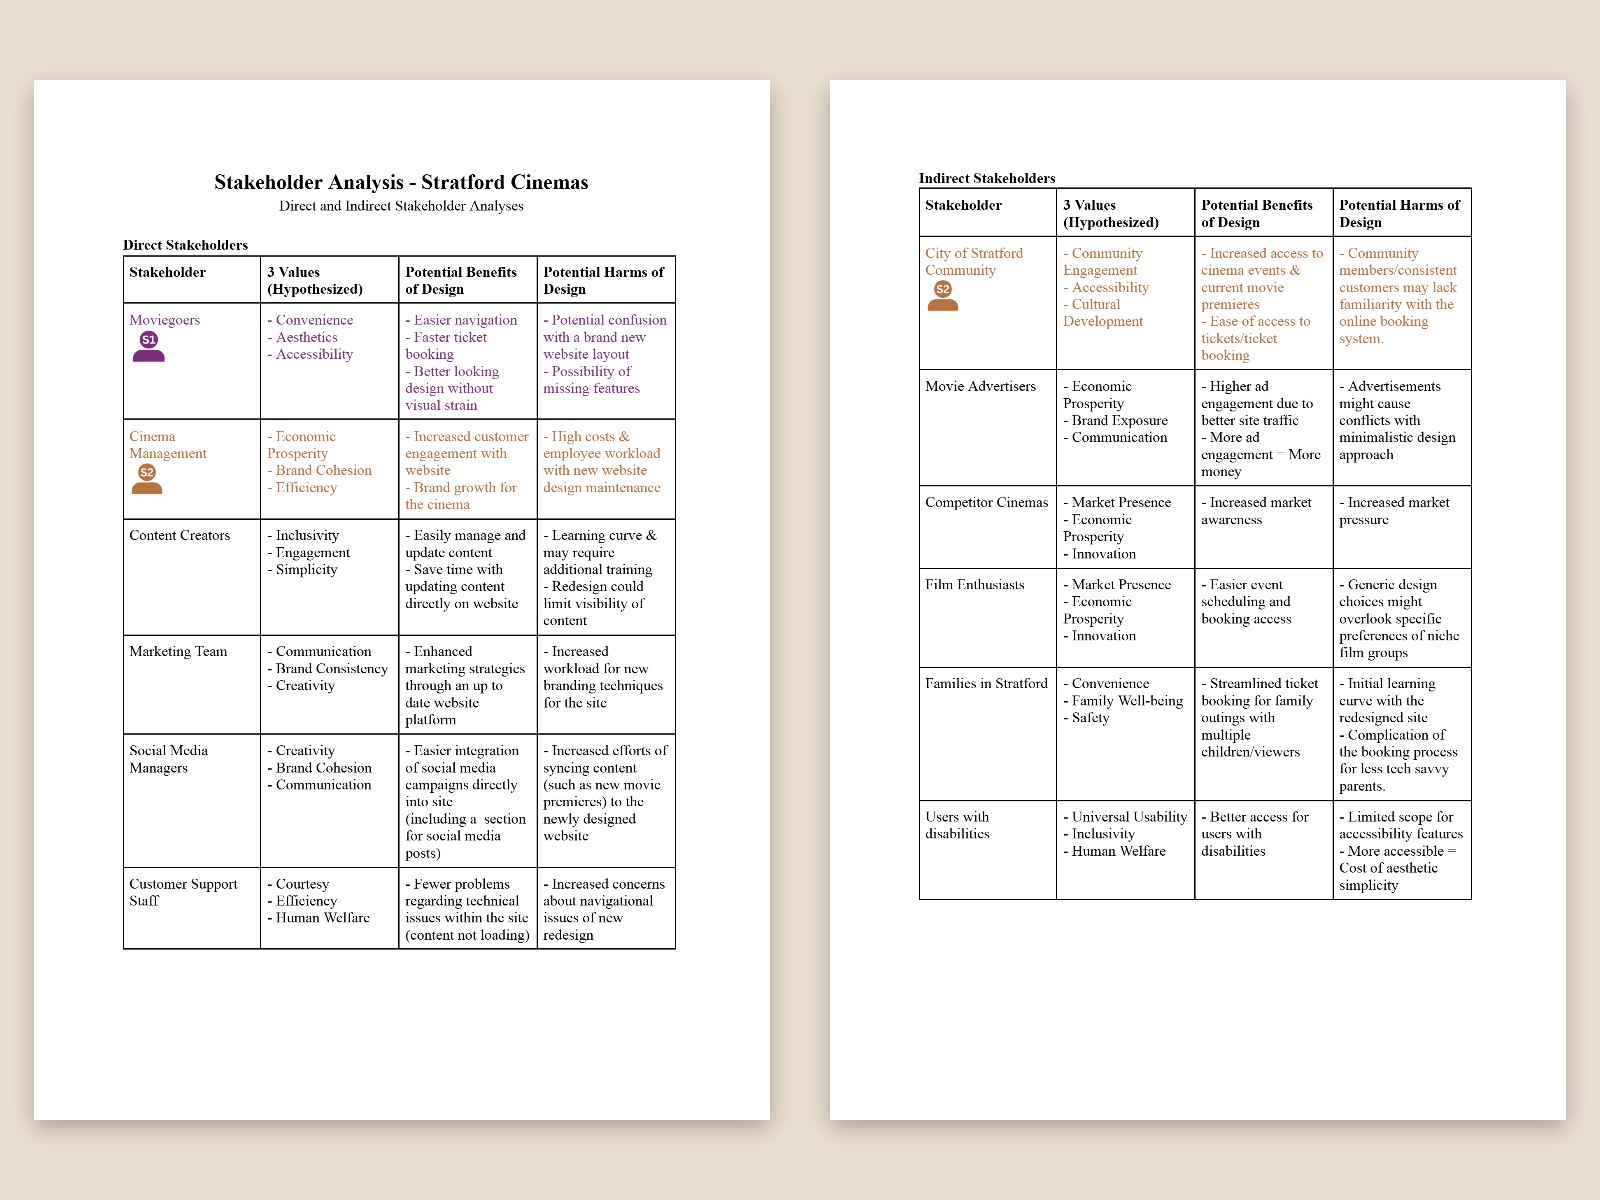 Stakeholder Analysis - Stratford Cinemas
Direct and Indirect Stakeholder Analyses
Direct Stakeholders
Stakeholder
3 Values
(Hypothesized)
Potential Benefits
of Design
Potential Harms of
Design
Moviegoers
S1
- Convenience
- Aesthetics
- Accessibility
- Easier navigation
- Faster ticket
booking
- Better looking
design without
visual strain
- Potential confusion
with a brand new
website layout
- Possibility of
missing features
Cinema
Management
S2
- Economic
Prosperity
- Brand Cohesion
- Efficiency
- Increased customer
engagement with
website
- Brand growth for
the cinema
- High costs &
employee workload
with new website
design maintenance
Content Creators
- Inclusivity
- Engagement
- Simplicity
- Easily manage and
update content
- Save time with
updating content
directly on website
- Learning curve &
may require
additional training
- Redesign could
limit visibility of
content
Marketing Team
- Communication
- Brand Consistency
- Creativity
- Enhanced
marketing strategies
through an up to
date website
platform
- Increased
workload for new
branding techniques
for the site
Social Media
Managers
- Creativity
- Brand Cohesion
- Communication
- Easier integration
of social media
campaigns directly
into site
(including a section
for social media
posts)
- Increased efforts of
syncing content
(such as new movie
premieres) to the
newly designed
website
Customer Support
Staff
- Courtesy
- Efficiency
- Human Welfare
- Fewer problems
regarding technical
issues within the site
(content not loading)
- Increased concerns
about navigational
issues of new
redesign
Indirect Stakeholders
Stakeholder
3 Values
(Hypothesized)
Potential Benefits
of Design
Potential Harms of
Design
City of Stratford
Community
S2
- Community
Engagement
- Accessibility
- Cultural
Development
- Increased access to
cinema events &
current movie
premieres
- Ease of access to
tickets/ticket
booking
- Community
members/consistent
customers may lack
familiarity with the
online booking
system.
Movie Advertisers
- Economic
Prosperity
- Brand Exposure
- Communication
- Higher ad
engagement due to
better site traffic
- More ad
engagement = More
money
- Advertisements
might cause
conflicts with
minimalistic design
approach
Competitor Cinemas
- Market Presence
- Economic
Prosperity
- Innovation
- Increased market
awareness
- Increased market
pressure
Film Enthusiasts
- Market Presence
- Economic
Prosperity
- Innovation
- Easier event
scheduling and
booking access
- Generic design
choices might
overlook specific
preferences of niche
film groups
Families in Stratford
- Convenience
- Family Well-being
- Safety
- Streamlined ticket
booking for family
outings with
multiple
children/viewers
- Initial learning
curve with the
redesigned site
- Complication of
the booking process
for less tech savvy
parents.
Users with
disabilities
- Universal Usability
- Inclusivity
- Human Welfare
- Better access for
users with
disabilities
- Limited scope for
accessibility features
- More accessible =
Cost of aesthetic
simplicity